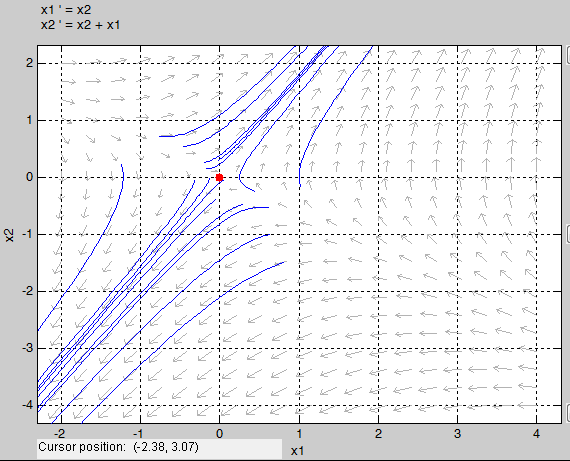 x1 ' = x2
x2 ' = x2 + x1
2
1
0
-1
-2
-3
-4
x2
-2 -1 0 1 2 3 4
x1
Cursor position: (-2.38, 3.07)